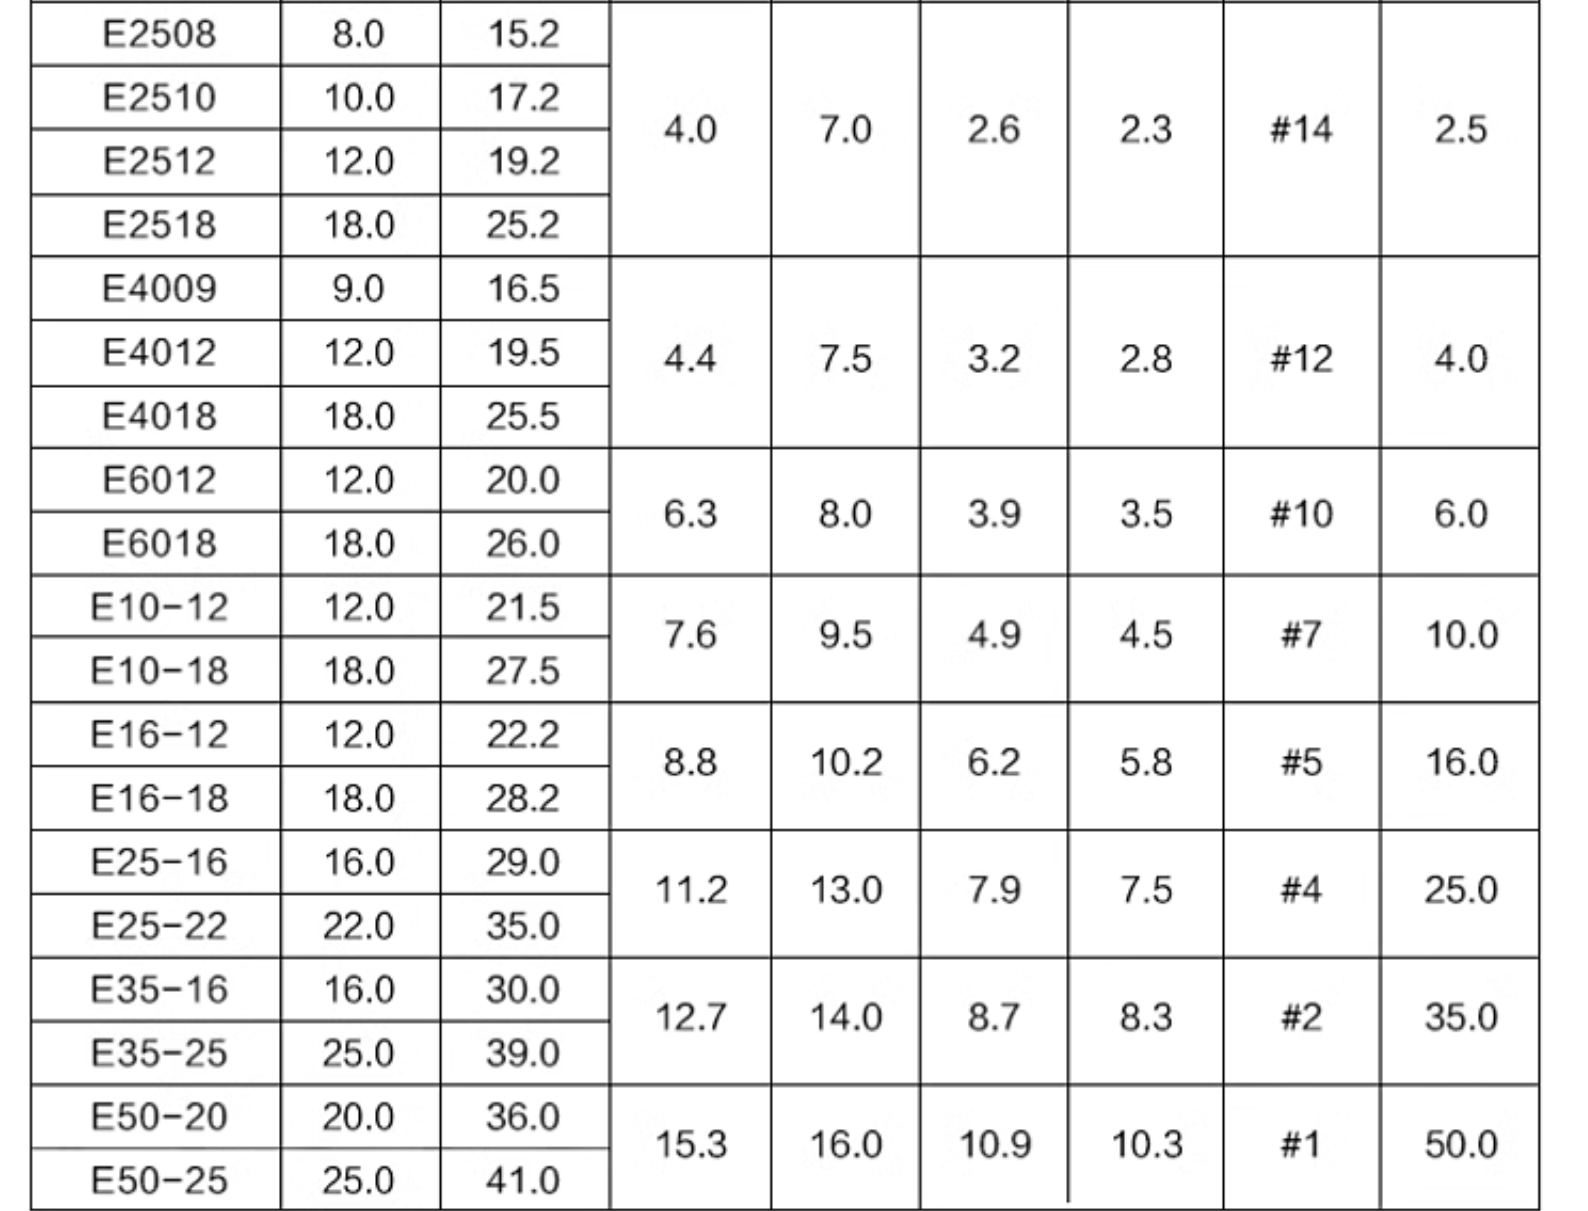 E2508 8.0 15.2 4.0 7.0 2.6 2.3 #14 2.5
E2510 10.0 17.2
E2512 12.0 19.2
E2518 18.0 25.2
E4009 9.0 16.5 4.4 7.5 3.2 2.8 #12 4.0
E4012 12.0 19.5
E4018 18.0 25.5
E6012 12.0 20.0 6.3 8.0 3.9 3.5 #10 6.0
E6018 18.0 26.0
E10−12 12.0 21.5 7.6 9.5 4.9 4.5 #7 10.0
E10−18 18.0 27.5
E16−12 12.0 22.2 8.8 10.2 6.2 5.8 #5 16.0
E16−18 18.0 28.2
E25−16 16.0 29.0 11.2 13.0 7.9 7.5 #4 25.0
E25−22 22.0 35.0
E35−16 16.0 30.0 12.7 14.0 8.7 8.3 #2 35.0
E35−25 25.0 39.0
E50−20 20.0 36.0 15.3 16.0 10.9 10.3 #1 50.0
E50−25 25.0 41.0